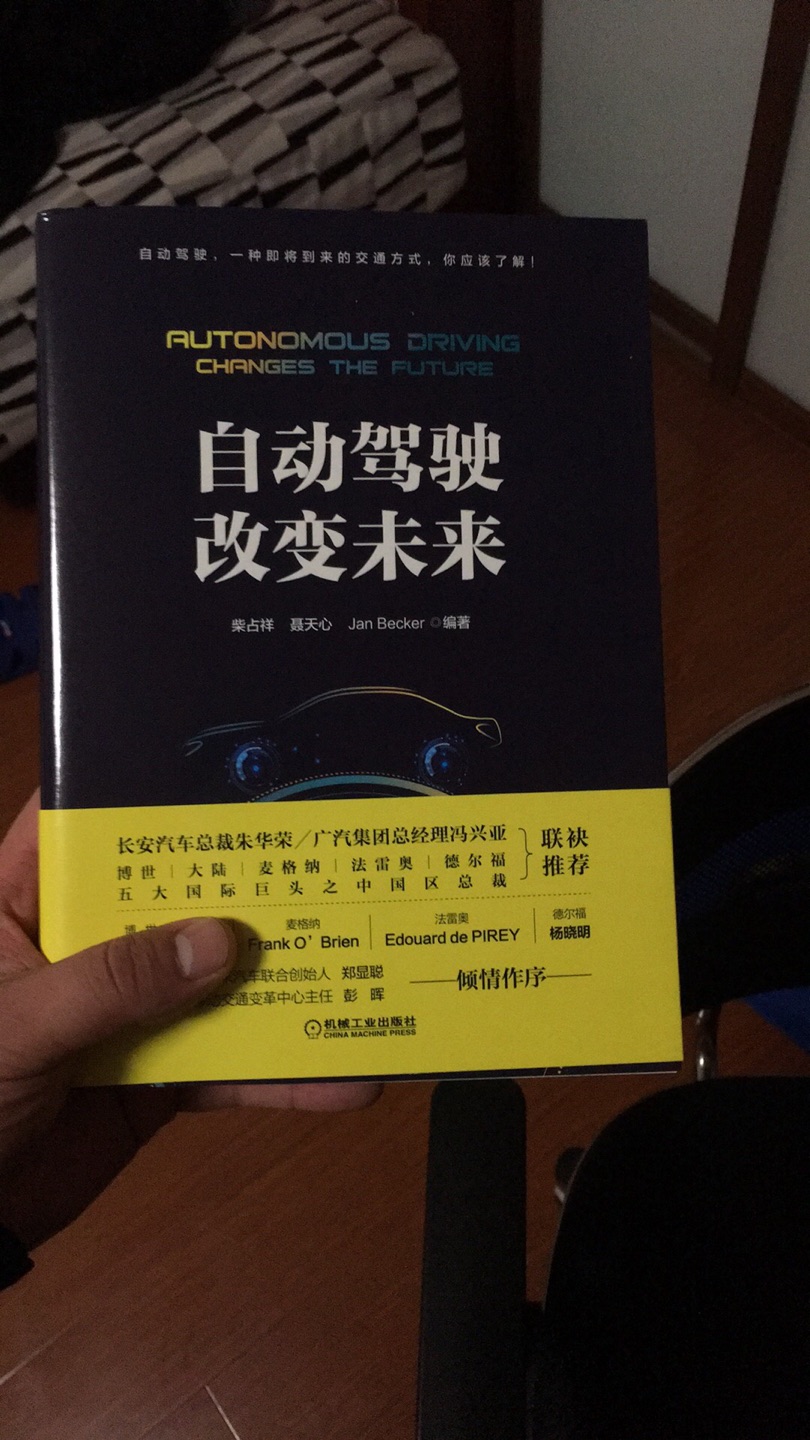 自动驾驶,一种即将到来的交通方式,你应该了解!
AUTONOMOUS DRIVING
CHANGES THE FUTURE
自动驾驶
改变未来
柴占祥 聂天心 Jan Becker 编著
长安汽车总裁朱华荣/广汽集团总经理冯兴亚
博世|大陆|麦格纳|法雷奥|德尔福
五大国际巨头之中国区总裁
联袂
推荐
麦格纳 法雷奥 德尔福
Frank O' Brien Edouard de PIREY 杨晓明
汽车联合创始人 郑显聪
交通变革中心主任 彭晖
——倾情作序——
机械工业出版社
CHINA MACHINE PRESS